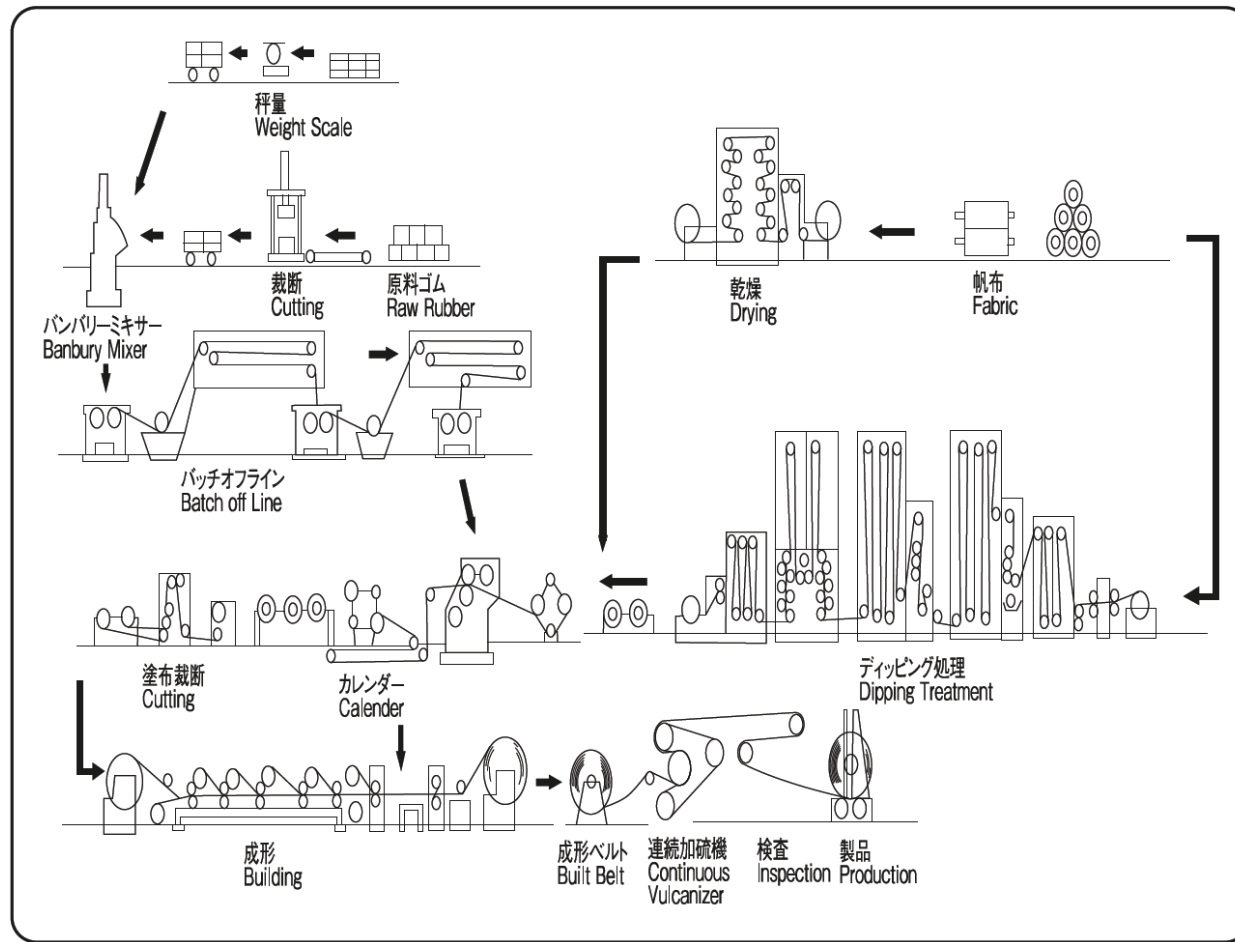 秤量
Weight Scale
裁断
Cutting
原料ゴム
Raw Rubber
バンバリーミキサー
Banbury Mixer
乾燥
Drying
帆布
Fabric
バッチオフライン
Batch off Line
塗布裁断
Cutting
カレンダー
Calender
ディッピング処理
Dipping Treatment
成形
Building
成形ベルト
Built Belt
連続加硫機
Continuous
Vulcanizer
検査
Inspection
製品
Production